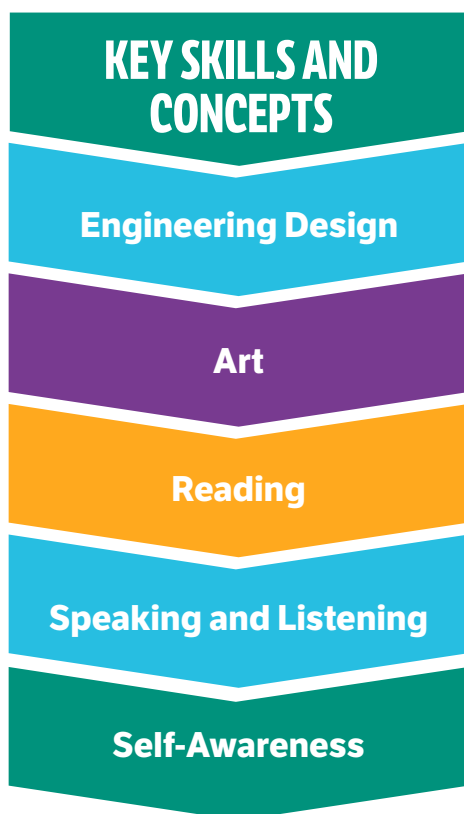 KEY SKILLS AND
CONCEPTS
Engineering Design
Art
Reading
Speaking and Listening
Self-Awareness